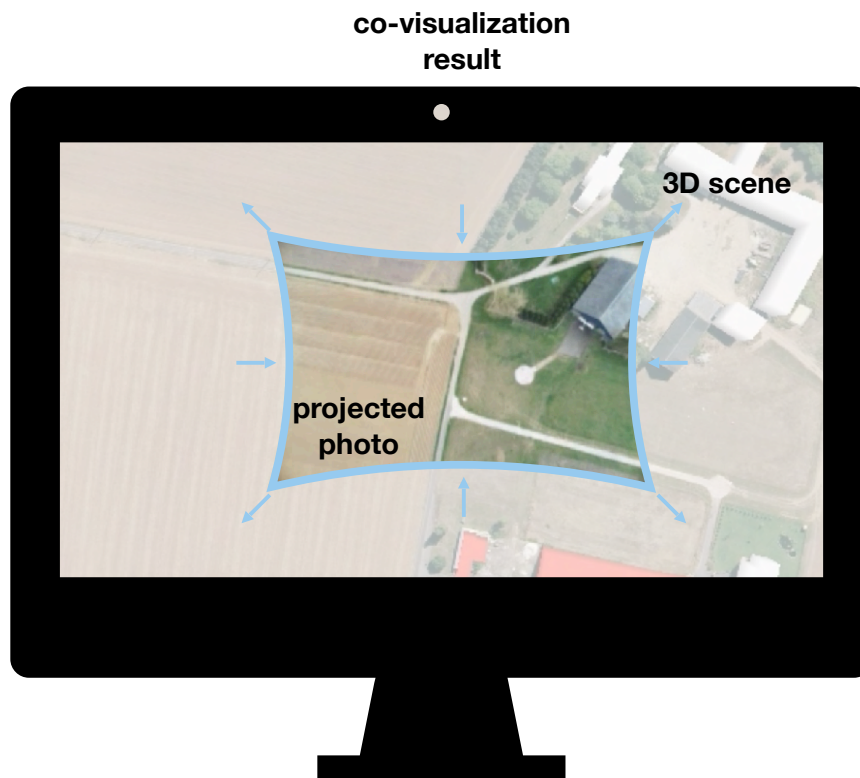 co-visualization
result
3D scene
projected
photo